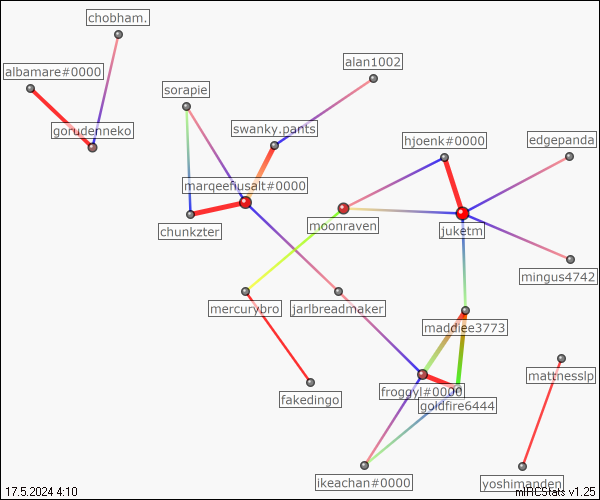 chobham.
alan1002
albamare#0000
sorapie
gorudenneko
swanky.pants
hjoenk#0000
edgepanda
marqeefiusalt#0000
moonraven
juketm
chunkzter
mingus4742
mercurybro
jarlbreadmaker
maddiee3773
mattnesslp
froggyl#0000
fakedingo
goldfire6444
ikeachan#0000
yoshimanden
17.5.2024 4:10
mIRCStats v1.25